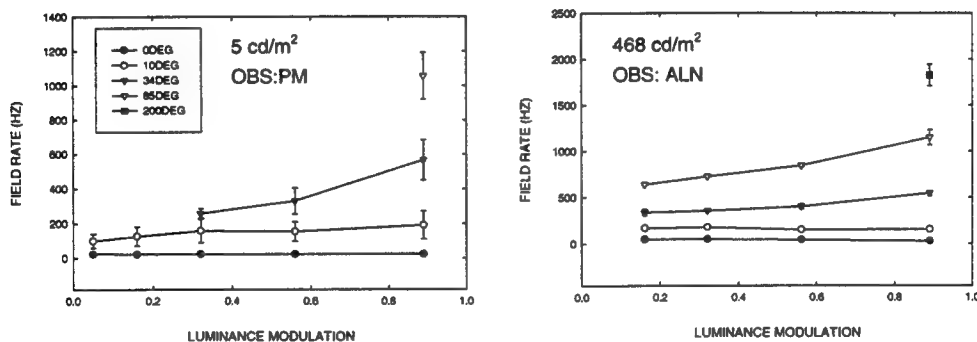 1400
1200
1000
800
600
400
200
0
FIELD RATE (HZ)
0DEG
10DEG
34DEG
85DEG
200DEG
5 cd/m²
OBS:PM
0.0 0.2 0.4 0.6 0.8 1.0
LUMINANCE MODULATION
2500
2000
1500
1000
500
0
FIELD RATE (HZ)
468 cd/m²
OBS: ALN
0.0 0.2 0.4 0.6 0.8 1.0
LUMINANCE MODULATION